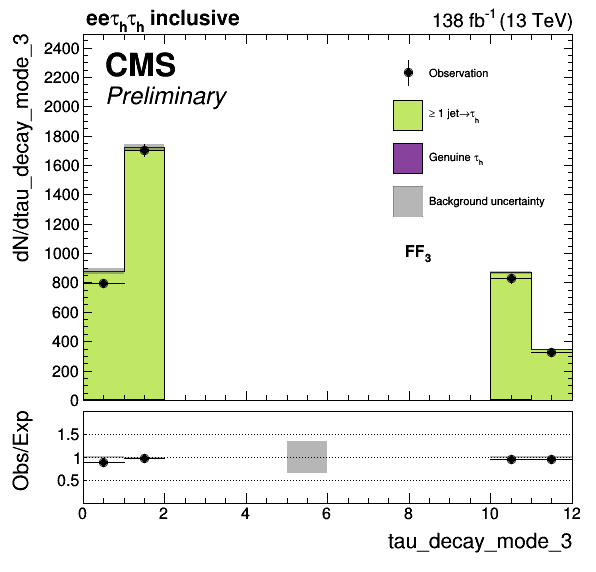 eeτhτh inclusive
138 fb-1 (13 TeV)
CMS
Preliminary
Observation
≥ 1 jet→τh
Genuine τh
Background uncertainty
FF3
dN/dtau_decay_mode_3
2400
2200
2000
1800
1600
1400
1200
1000
800
600
400
200
0
Obs/Exp
1.5
1
0.5
0 2 4 6 8 10 12
tau_decay_mode_3